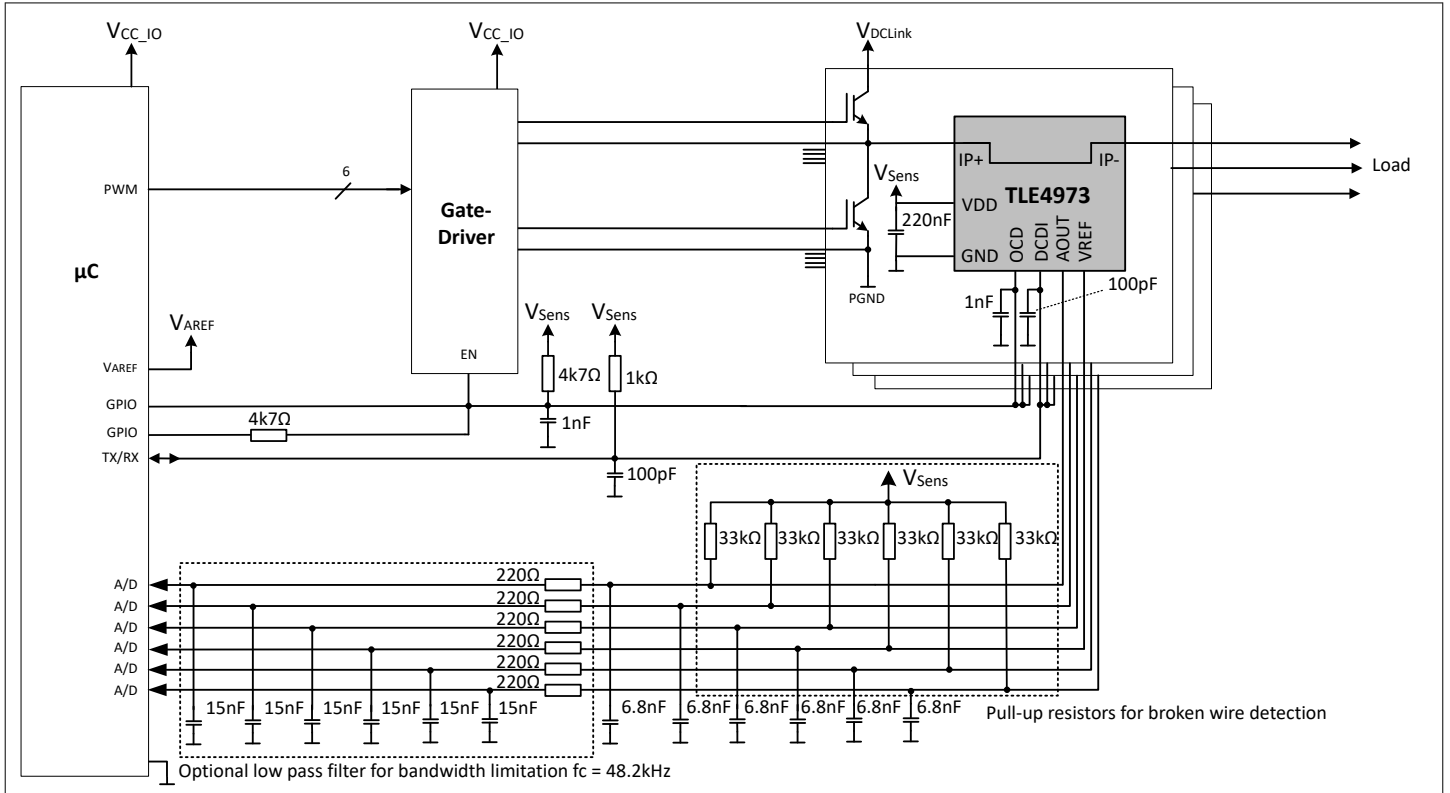 VCC_IO
VCC_IO
VDCLink
µC
PWM
6
Gate-
Driver
EN
IP+
IP-
TLE4973
VDD
GND
OCD
DCDI
AOUT
VREF
VSens
220nF
PGND
1nF
100pF
Load
VAREF
VAREF
GPIO
GPIO
TX/RX
4k7Ω
VSens
VSens
4k7Ω
1kΩ
1nF
100pF
VSens
33kΩ
33kΩ
33kΩ
33kΩ
33kΩ
33kΩ
A/D
A/D
A/D
A/D
A/D
A/D
220Ω
220Ω
220Ω
220Ω
220Ω
220Ω
15nF
15nF
15nF
15nF
15nF
15nF
6.8nF
6.8nF
6.8nF
6.8nF
6.8nF
6.8nF
Pull-up resistors for broken wire detection
Optional low pass filter for bandwidth limitation fc = 48.2kHz